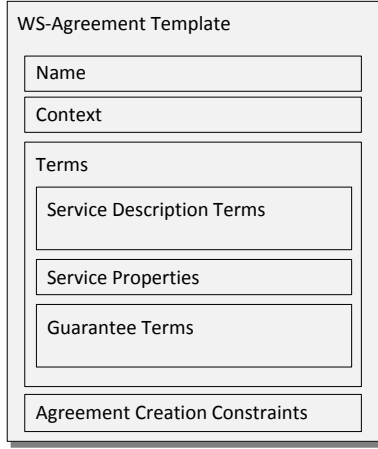 WS-Agreement Template
Name
Context
Terms
Service Description Terms
Service Properties
Guarantee Terms
Agreement Creation Constraints